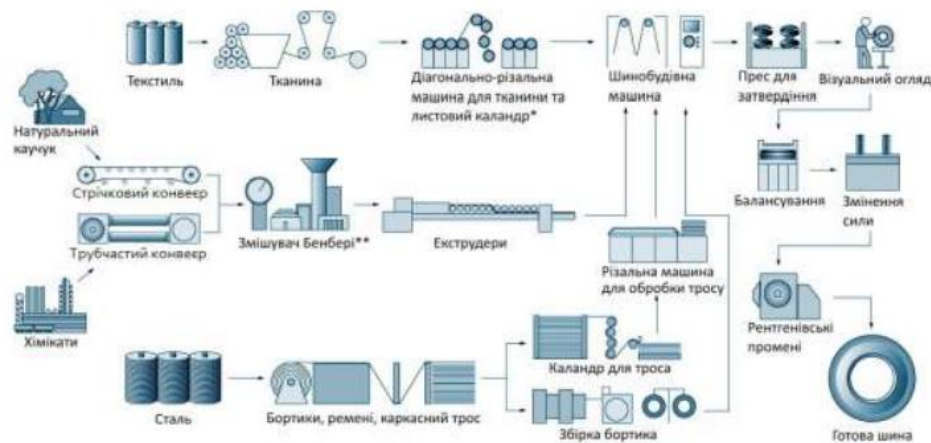 Текстиль
Тканина
Діагонально-різальна
машина для тканини та
листовий каландр*
Шинобудівна
машина
Прес для
затвердіння
Візуальний огляд
Натуральний
каучук
Стрічковий конвеєр
Трубчастий конвеєр
Хімікати
Змішувач Бенбері**
Екструдери
Різальна машина
для обробки тросу
Балансування
Змінення
сили
Рентгенівські
промені
Готова шина
Сталь
Бортики, ремені, каркасний трос
Каландр для троса
Збірка бортика